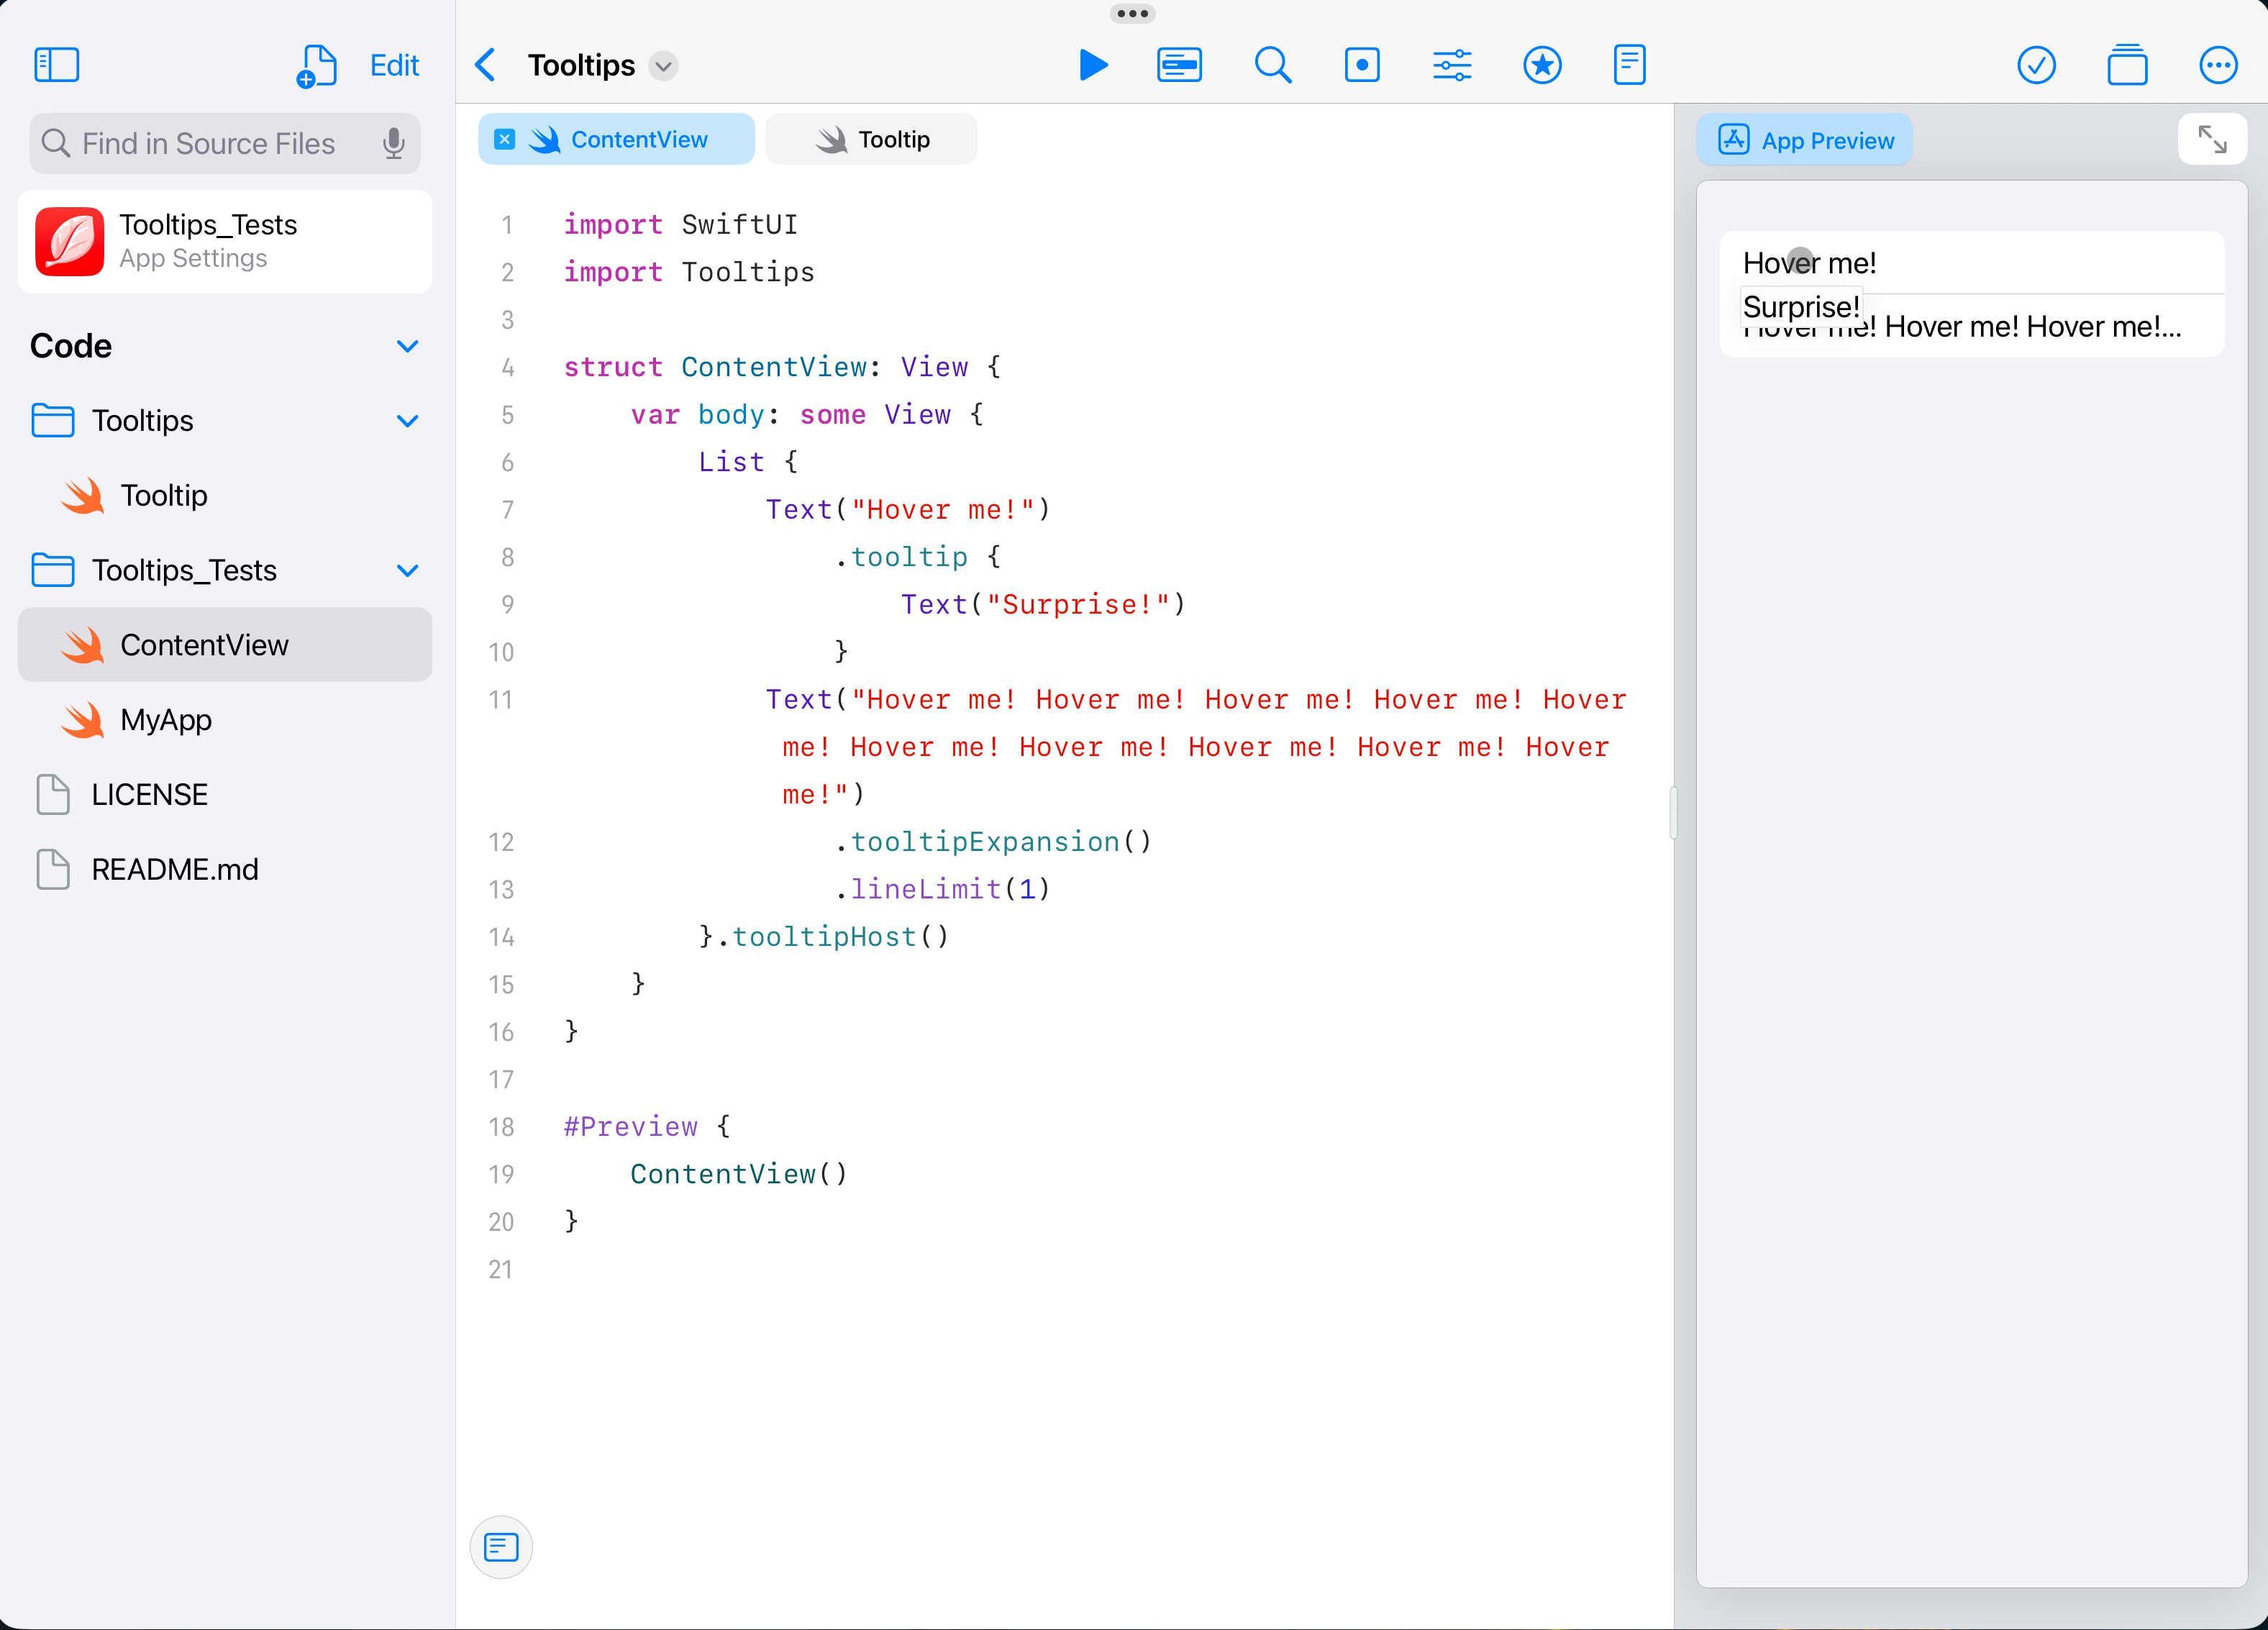 Edit
Find in Source Files
Tooltips_Tests
App Settings
Code
Tooltips
Tooltip
Tooltips_Tests
ContentView
MyApp
LICENSE
README.md
Tooltips
ContentView
Tooltip
1 import SwiftUI
2 import Tooltips
3
4 struct ContentView: View {
5 var body: some View {
6 List {
7 Text("Hover me!")
8 .tooltip {
9 Text("Surprise!")
10 }
11 Text("Hover me! Hover me! Hover me! Hover me! Hover
me! Hover me! Hover me! Hover me! Hover me! Hover
me!")
12 .tooltipExpansion()
13 .lineLimit(1)
14 }.tooltipHost()
15 }
16 }
17
18 #Preview {
19 ContentView()
20 }
21
App Preview
Hover me!
Surprise!
Hover me! Hover me! Hover me!...